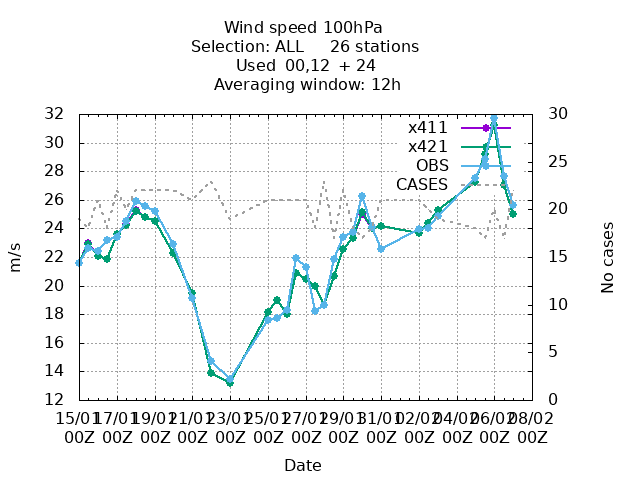 Wind speed 100hPa
Selection: ALL 26 stations
Used 00,12 + 24
Averaging window: 12h
32
30
28
26
24
22
20
18
16
14
12
30
25
20
15
10
5
0
x411
x421
OBS
CASES
m/s
No cases
15/01 17/01 19/01 21/01 23/01 25/01 27/01 29/01 31/01 02/02 04/02 06/02 08/02
00Z 00Z 00Z 00Z 00Z 00Z 00Z 00Z 00Z 00Z 00Z 00Z 00Z
Date